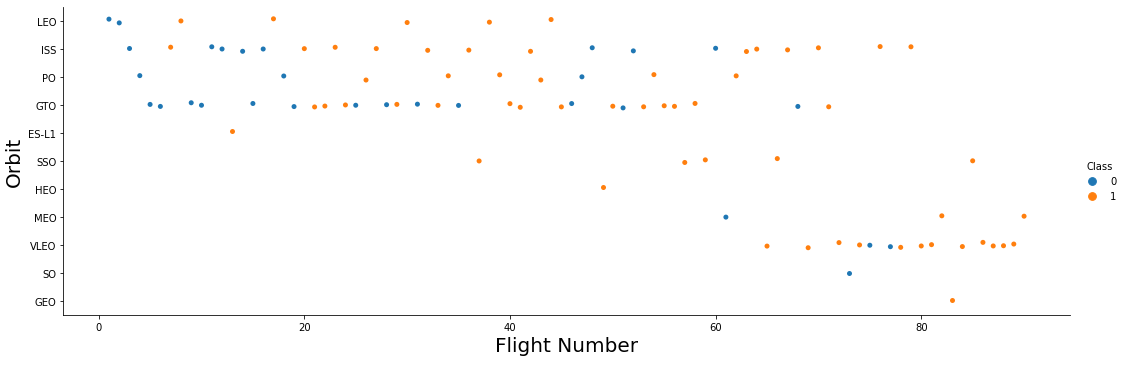 LEO
ISS
PO
GTO
ES-L1
SSO
HEO
MEO
VLEO
SO
GEO
Orbit
0 20 40 60 80
Flight Number
Class
0
1